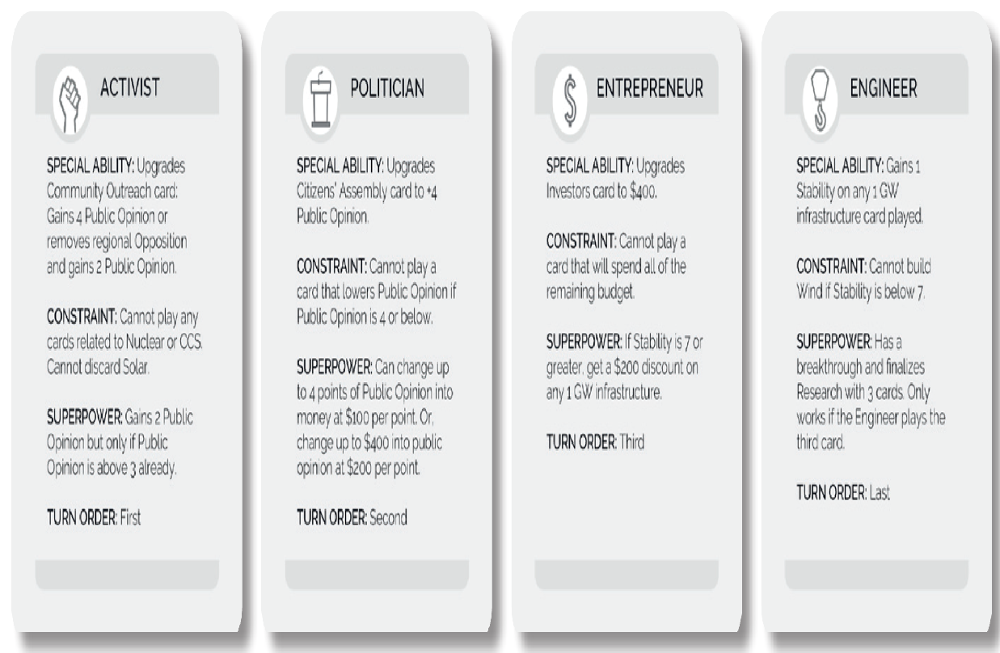 ACTIVIST
SPECIAL ABILITY: Upgrades
Community Outreach card:
Gains 4 Public Opinion or
removes regional Opposition
and gains 2 Public Opinion.
CONSTRAINT: Cannot play any
cards related to Nuclear or CCS.
Cannot discard Solar.
SUPERPOWER: Gains 2 Public
Opinion but only if Public
Opinion is above 3 already.
TURN ORDER: First
POLITICIAN
SPECIAL ABILITY: Upgrades
Citizens' Assembly card to +4
Public Opinion.
CONSTRAINT: Cannot play a
card that lowers Public Opinion if
Public Opinion is 4 or below.
SUPERPOWER: Can change up
to 4 points of Public Opinion into
money at $100 per point. Or,
change up to $400 into public
opinion at $200 per point.
TURN ORDER: Second
ENTREPRENEUR
SPECIAL ABILITY: Upgrades
Investors card to $400.
CONSTRAINT: Cannot play a
card that will spend all of the
remaining budget.
SUPERPOWER: If Stability is 7 or
greater, get a $200 discount on
any 1 GW infrastructure.
TURN ORDER: Third
ENGINEER
SPECIAL ABILITY: Gains 1
Stability on any 1 GW
infrastructure card played.
CONSTRAINT: Cannot build
Wind if Stability is below 7.
SUPERPOWER: Has a
breakthrough and finalizes
Research with 3 cards. Only
works if the Engineer plays the
third card.
TURN ORDER: Last